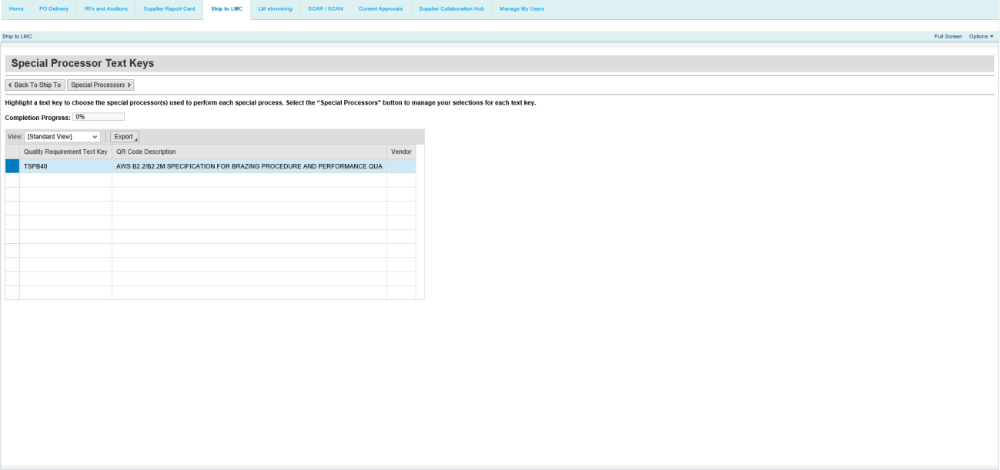 Home PO Delivery RFx and Auctions Supplier Report Card Ship to LMC LM eInvoicing SCAR / SCAN Current Approvals Supplier Collaboration Hub Manage My Users
Ship to LMC Full Screen Options
Special Processor Text Keys
Back To Ship To Special Processors
Highlight a text key to choose the special processor(s) used to perform each special process. Select the “Special Processors” button to manage your selections for each text key.
Completion Progress: 0%
View: [Standard View] Export
Quality Requirement Text Key QR Code Description Vendor
TSPB40 AWS B2.2/B2.2M SPECIFICATION FOR BRAZING PROCEDURE AND PERFORMANCE QUA